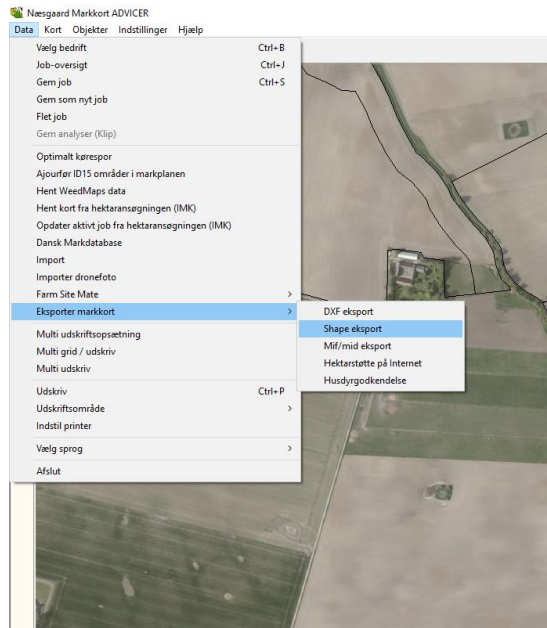 Næsgaard Markkort ADVICER
Data Kort Objekter Indstillinger Hjælp
Vælg bedrift Ctrl+B
Job-oversigt Ctrl+J
Gem job Ctrl+S
Gem som nyt job
Flet job
Gem analyser (Klip)
Optimalt kørespor
Ajourfør ID15 områder i markplanen
Hent WeedMaps data
Hent kort fra hektaransøgningen (IMK)
Opdater aktivt job fra hektaransøgningen (IMK)
Dansk Markdatabase
Import
Importer dronefoto
Farm Site Mate >
Eksporter markkort >
DXF eksport
Shape eksport
Mif/mid eksport
Hektarstøtte på Internet
Husdyrgodkendelse
Multi udskriftsopsætning
Multi grid / udskriv
Multi udskriv
Udskriv Ctrl+P
Udskriftsområde >
Indstil printer
Vælg sprog >
Afslut